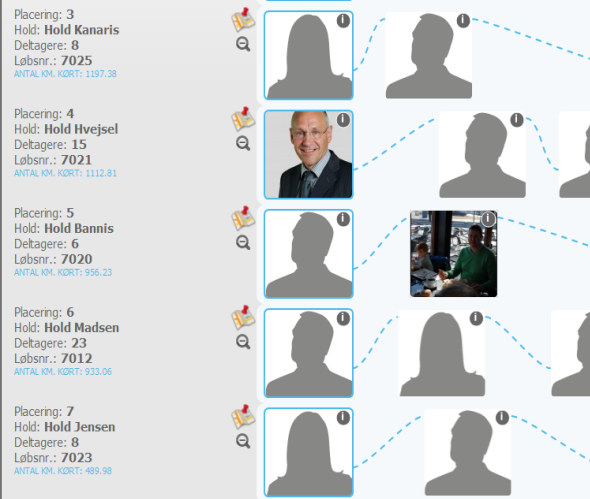 Placering: 3
Hold: Hold Kanaris
Deltagere: 8
Løbsnr.: 7025
ANTAL KM. KØRT: 1197.38
Placering: 4
Hold: Hold Hvejsel
Deltagere: 15
Løbsnr.: 7021
ANTAL KM. KØRT: 1112.81
Placering: 5
Hold: Hold Bannis
Deltagere: 6
Løbsnr.: 7020
ANTAL KM. KØRT: 956.23
Placering: 6
Hold: Hold Madsen
Deltagere: 23
Løbsnr.: 7012
ANTAL KM. KØRT: 933.06
Placering: 7
Hold: Hold Jensen
Deltagere: 8
Løbsnr.: 7023
ANTAL KM. KØRT: 489.98